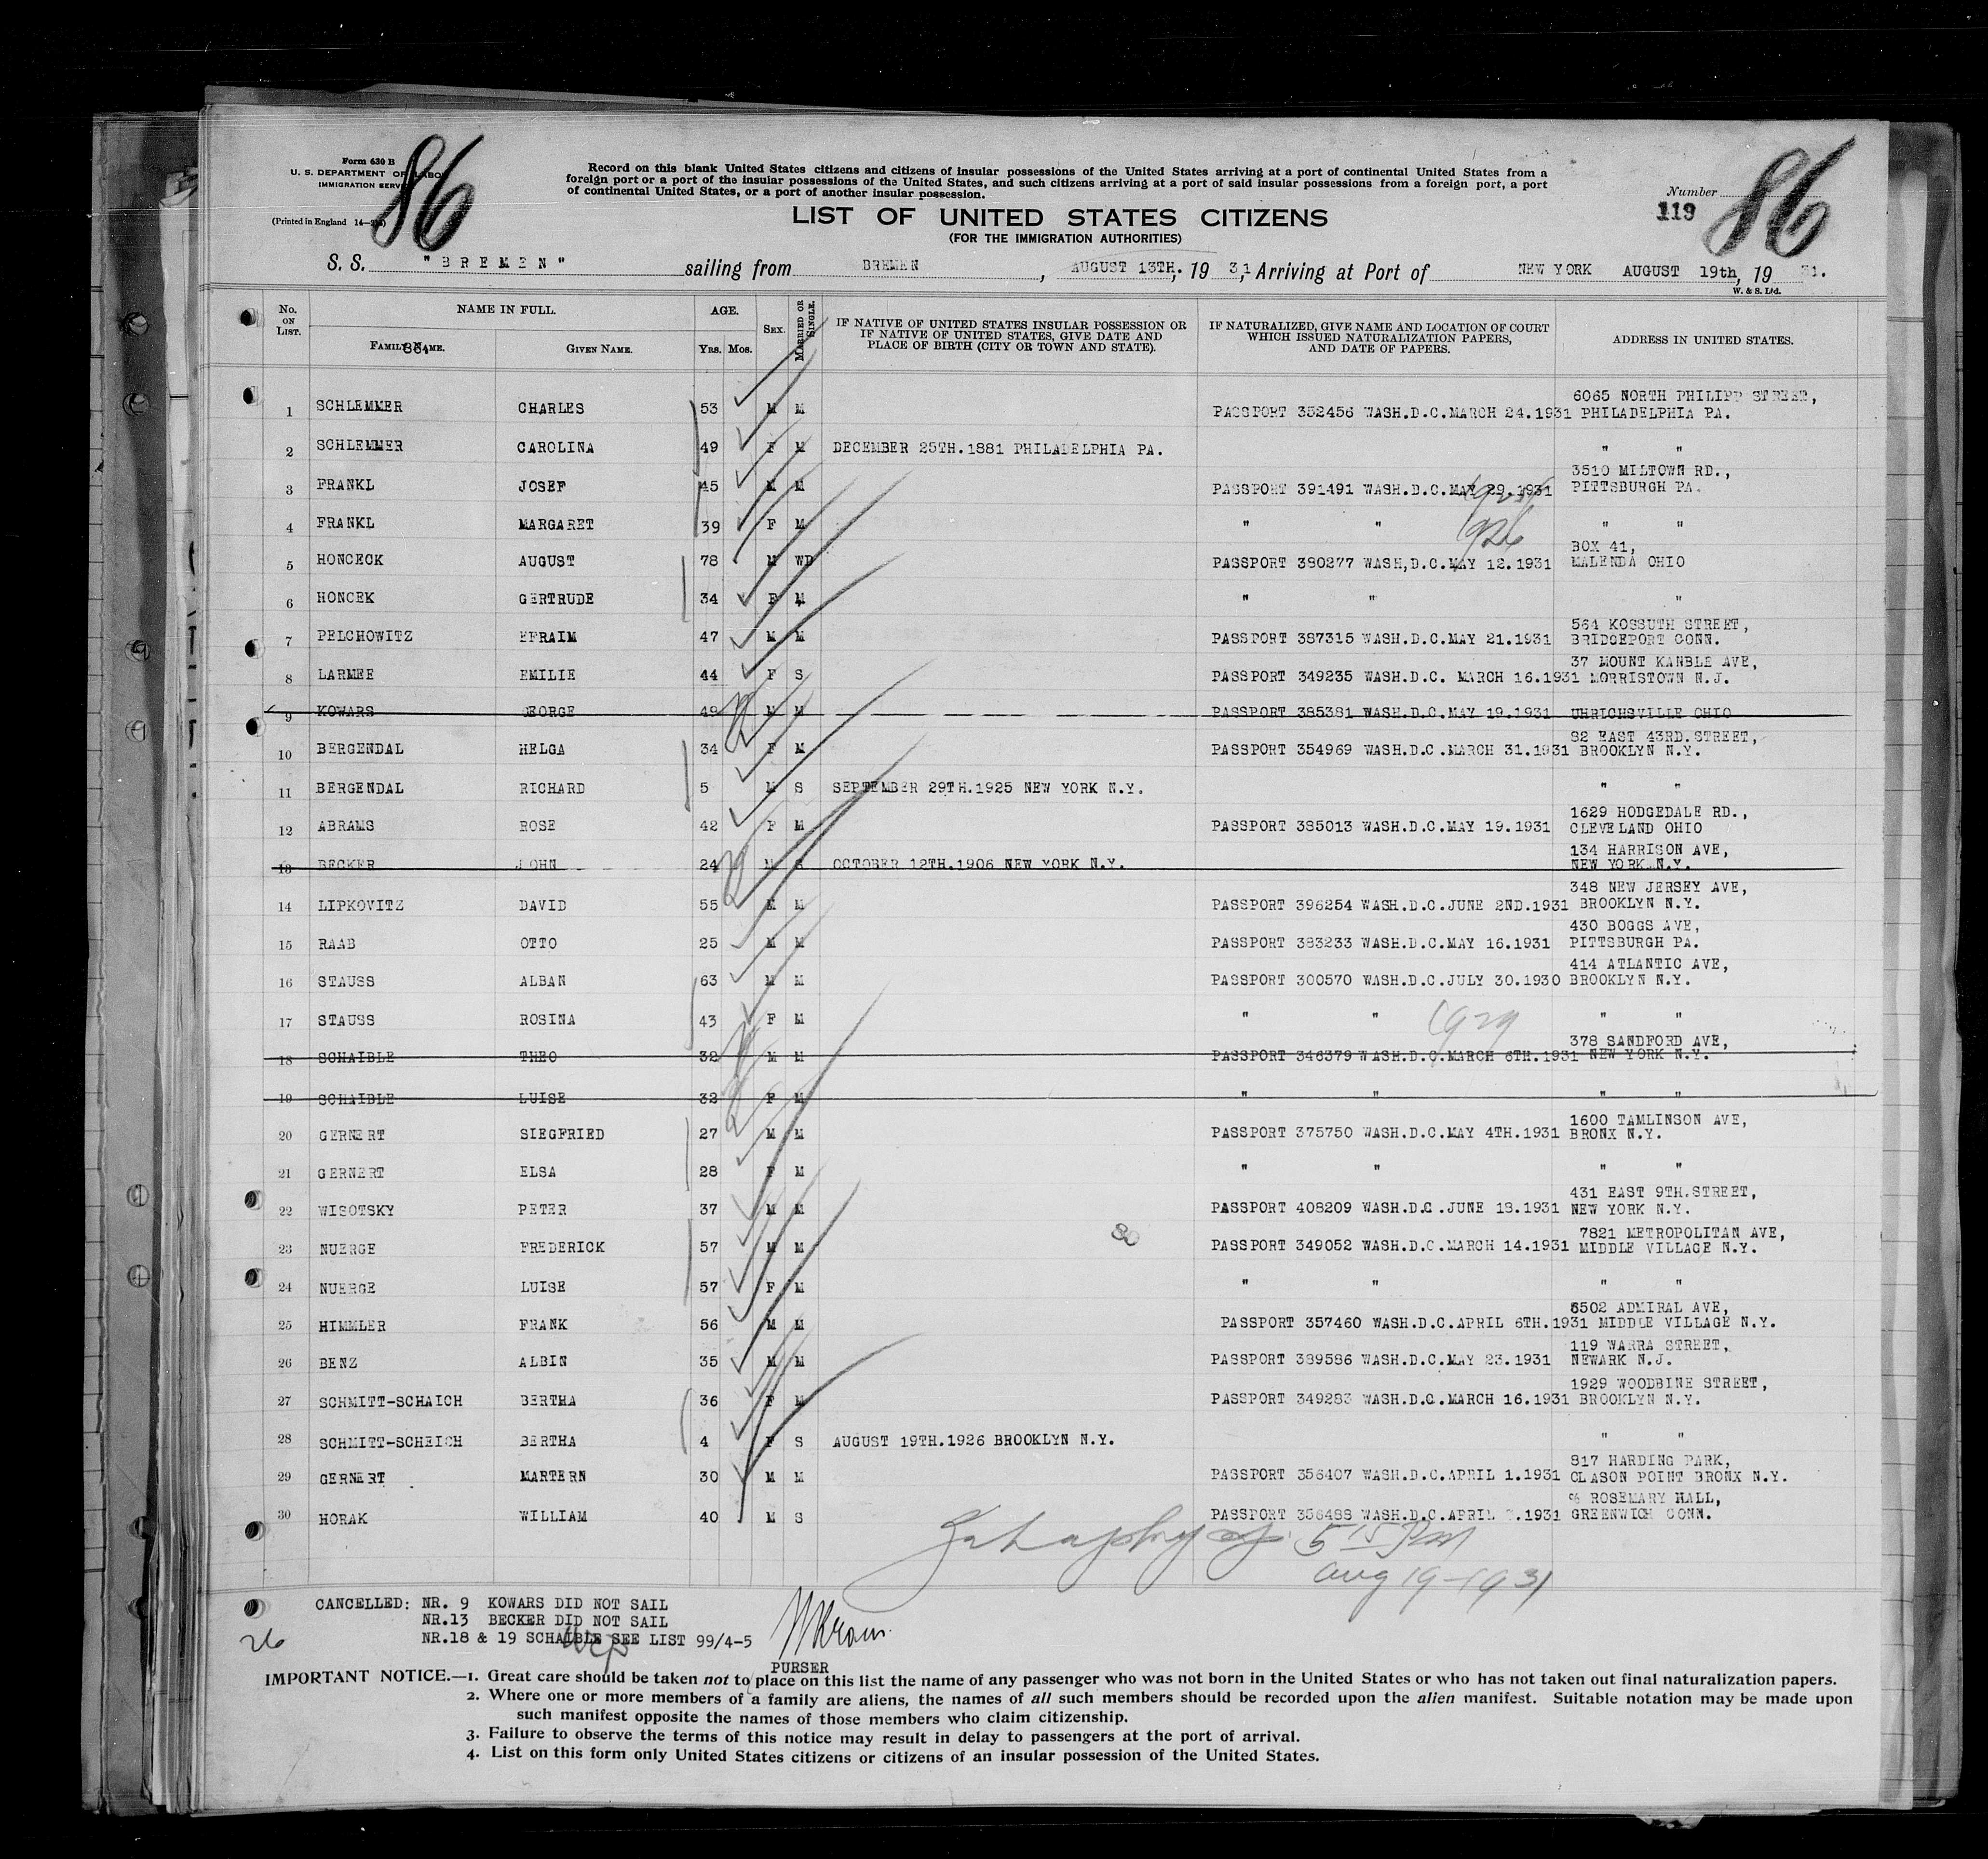 Form 630 B
U. S. DEPARTMENT OF LABOR
IMMIGRATION SERV
(Printed in England 14—
86
Record on this blank United States citizens and citizens of insular possessions of the United States arriving at a port of continental United States from a
foreign port or a port of the insular possessions of the United States, and such citizens arriving at a port of said insular possessions from a foreign port, a port
of continental United States, or a port of another insular possession.
Number
119
86
LIST OF UNITED STATES CITIZENS
(FOR THE IMMIGRATION AUTHORITIES)
S. S. "BREMEN" sailing from BREMEN, AUGUST 13TH. 1931, Arriving at Port of NEW YORK AUGUST 19th, 1931.
W. & S. Ltd.
No. ON LIST. NAME IN FULL. AGE. SEX. MARRIED OR SINGLE. IF NATIVE OF UNITED STATES INSULAR POSSESSION OR IF NATIVE OF UNITED STATES, GIVE DATE AND PLACE OF BIRTH (CITY OR TOWN AND STATE). IF NATURALIZED, GIVE NAME AND LOCATION OF COURT WHICH ISSUED NATURALIZATION PAPERS, AND DATE OF PAPERS. ADDRESS IN UNITED STATES.
FAMILY NAME. GIVEN NAME. Yrs. Mos.
1 SCHLEMMER CHARLES 53 M M PASSPORT 352456 WASH.D.C.MARCH 24.1931 6065 NORTH PHILIPP STREET, PHILADELPHIA PA.
2 SCHLEMMER CAROLINA 49 F M DECEMBER 25TH.1881 PHILADELPHIA PA. " "
3 FRANKL JOSEF 45 M M PASSPORT 391491 WASH.D.C.MAY 29.1931 3510 MILTOWN RD., PITTSBURGH PA.
4 FRANKL MARGARET 39 F M " " 1926 " "
5 HONCECK AUGUST 78 M WD PASSPORT 380277 WASH,D.C.MAY 12.1931 BOX 41, MALENDA OHIO
6 HONCEK GERTRUDE 34 F M " " "
7 PELCHOWITZ EFRAIM 47 M M PASSPORT 387315 WASH.D.C.MAY 21.1931 564 KOSSUTH STREET, BRIDGEPORT CONN.
8 LARMEE EMILIE 44 F S PASSPORT 349235 WASH.D.C. MARCH 16.1931 37 MOUNT KANBLE AVE, MORRISTOWN N.J.
9 KOWARS GEORGE 49 M M PASSPORT 385381 WASH.D.C.MAY 19.1931 UHRICHSVILLE OHIO
10 BERGENDAL HELGA 34 F M PASSPORT 354969 WASH.D.C.MARCH 31.1931 82 EAST 43RD.STREET, BROOKLYN N.Y.
11 BERGENDAL RICHARD 5 M S SEPTEMBER 29TH.1925 NEW YORK N.Y. " "
12 ABRAMS ROSE 42 F M PASSPORT 385013 WASH.D.C.MAY 19.1931 1629 HODGEDALE RD., CLEVELAND OHIO
13 BECKER JOHN 24 M S OCTOBER 12TH.1906 NEW YORK N.Y. 134 HARRISON AVE, NEW YORK N.Y.
14 LIPKOVITZ DAVID 55 M M PASSPORT 396254 WASH.D.C.JUNE 2ND.1931 348 NEW JERSEY AVE, BROOKLYN N.Y.
15 RAAB OTTO 25 M M PASSPORT 383233 WASH.D.C.MAY 16.1931 430 BOGGS AVE, PITTSBURGH PA.
16 STAUSS ALBAN 63 M M PASSPORT 300570 WASH.D.C.JULY 30.1930 414 ATLANTIC AVE, BROOKLYN N.Y.
17 STAUSS ROSINA 43 F M " " 1929 " "
18 SCHAIBLE THEO 32 M M PASSPORT 346379 WASH.D.C.MARCH 6TH.1931 378 SANDFORD AVE, NEW YORK N.Y.
19 SCHAIBLE LUISE 32 F M " " " "
20 GERNERT SIEGFRIED 27 M M PASSPORT 375750 WASH.D.C.MAY 4TH.1931 1600 TAMLINSON AVE, BRONX N.Y.
21 GERNERT ELSA 28 F M " " " "
22 WISOTSKY PETER 37 M M PASSPORT 408209 WASH.D.C.JUNE 18.1931 431 EAST 9TH.STREET, NEW YORK N.Y.
23 NUERGE FREDERICK 57 M M PASSPORT 349052 WASH.D.C.MARCH 14.1931 7821 METROPOLITAN AVE, MIDDLE VILLAGE N.Y.
24 NUERGE LUISE 57 F M " " " "
25 HIMMLER FRANK 56 M M PASSPORT 357460 WASH.D.C.APRIL 6TH.1931 6502 ADMIRAL AVE, MIDDLE VILLAGE N.Y.
26 BENZ ALBIN 35 M M PASSPORT 389586 WASH.D.C.MAY 23.1931 119 WARRA STREET, NEWARK N.J.
27 SCHMITT-SCHAICH BERTHA 36 F M PASSPORT 349283 WASH.D.C.MARCH 16.1931 1929 WOODBINE STREET, BROOKLYN N.Y.
28 SCHMITT-SCHEICH BERTHA 4 F S AUGUST 19TH.1926 BROOKLYN N.Y. " "
29 GERNERT MARTERN 30 M M PASSPORT 356407 WASH.D.C.APRIL 1.1931 817 HARDING PARK, CLASON POINT BRONX N.Y.
30 HORAK WILLIAM 40 M S PASSPORT 356488 WASH.D.C.APRIL .1931 % ROSEMARY HALL, GREENWICH CONN.
5 15 PM
Aug 19-1931
CANCELLED: NR. 9 KOWARS DID NOT SAIL
NR.13 BECKER DID NOT SAIL
NR.18 & 19 SCHAIBLE SEE LIST 99/4-5
26
PURSER
IMPORTANT NOTICE.—1. Great care should be taken not to place on this list the name of any passenger who was not born in the United States or who has not taken out final naturalization papers.
2. Where one or more members of a family are aliens, the names of all such members should be recorded upon the alien manifest. Suitable notation may be made upon
such manifest opposite the names of those members who claim citizenship.
3. Failure to observe the terms of this notice may result in delay to passengers at the port of arrival.
4. List on this form only United States citizens or citizens of an insular possession of the United States.